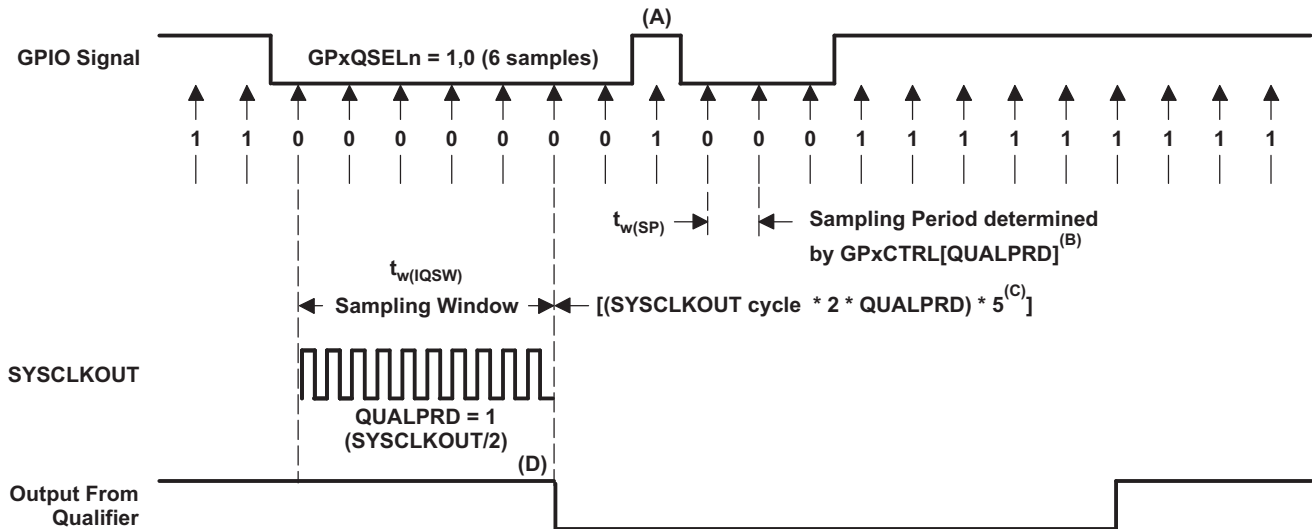 (A)
GPIO Signal
GPxQSELn = 1,0 (6 samples)
1 1 0 0 0 0 0 0 0 1 0 0 0 1 1 1 1 1 1 1 1 1
tw(SP)
Sampling Period determined
by GPxCTRL[QUALPRD](B)
tw(IQSW)
Sampling Window
[(SYSCLKOUT cycle * 2 * QUALPRD) * 5(C)]
SYSCLKOUT
QUALPRD = 1
(SYSCLKOUT/2)
(D)
Output From
Qualifier